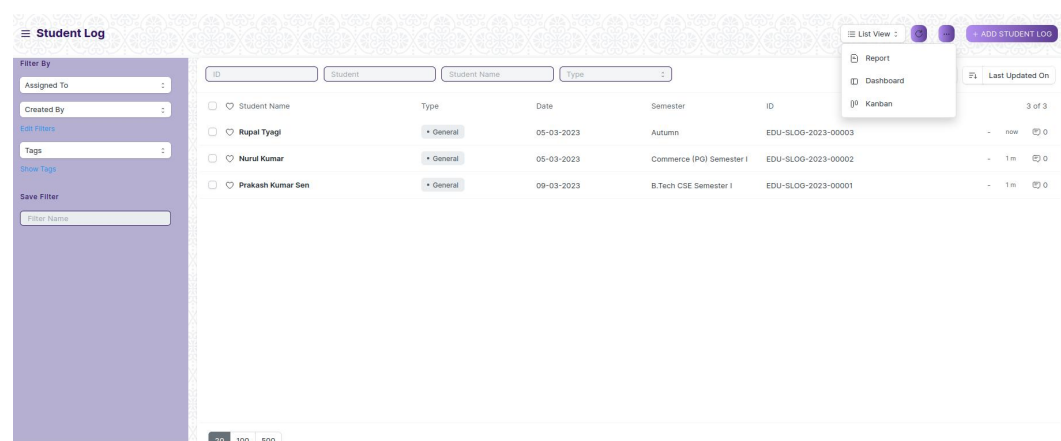 Student Log
List View
...
+ ADD STUDENT LOG
Report
Dashboard
Kanban
Filter By
Assigned To
Created By
Edit Filters
Tags
Show Tags
Save Filter
Filter Name
ID Student Student Name Type
Last Updated On
Student Name Type Date Semester ID 3 of 3
Rupal Tyagi • General 05-03-2023 Autumn EDU-SLOG-2023-00003 - now 0
Nurul Kumar • General 05-03-2023 Commerce (PG) Semester I EDU-SLOG-2023-00002 - 1 m 0
Prakash Kumar Sen • General 09-03-2023 B.Tech CSE Semester I EDU-SLOG-2023-00001 - 1 m 0
20 100 500